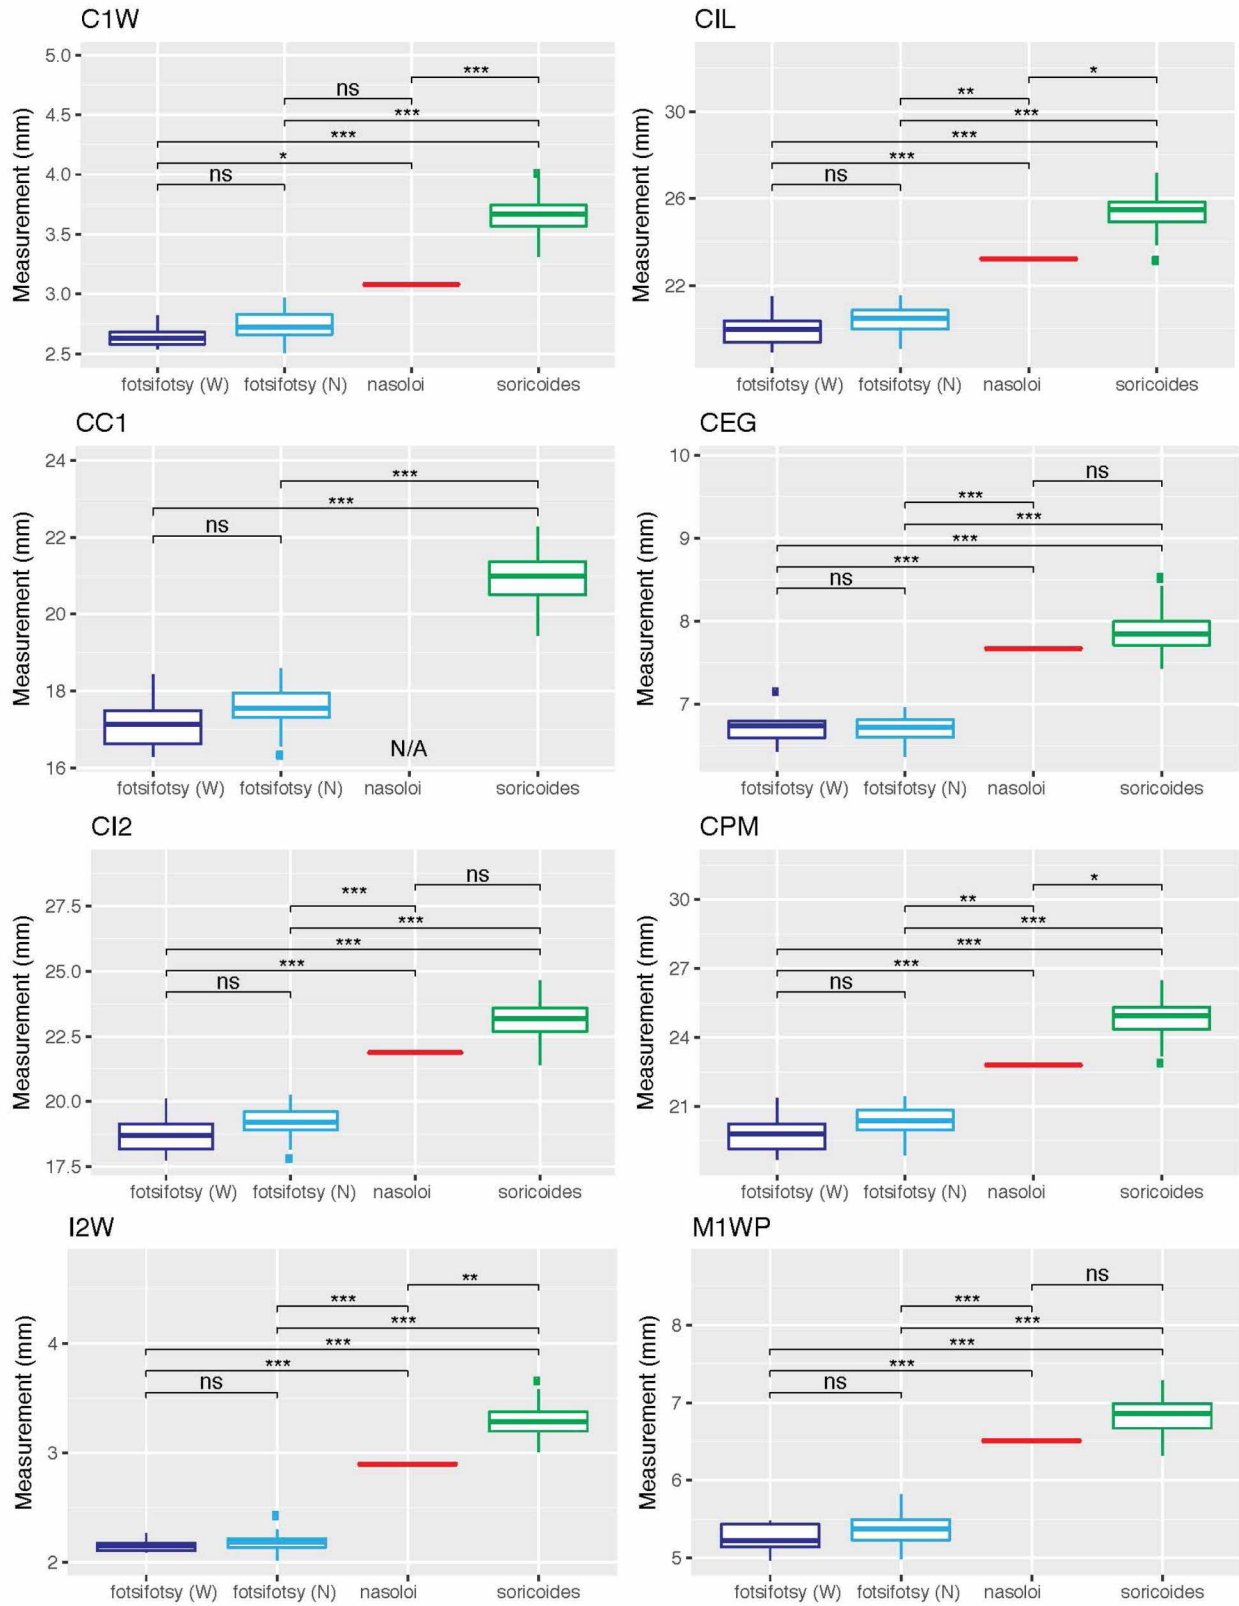 C1W
Measurement (mm)
5.0
4.5
4.0
3.5
3.0
2.5
***
ns
***
***
*
ns
fotsifotsy (W) fotsifotsy (N) nasoloi soricoides
CIL
Measurement (mm)
30
26
22
*
**
***
***
***
ns
fotsifotsy (W) fotsifotsy (N) nasoloi soricoides
CC1
Measurement (mm)
24
22
20
18
16
***
***
ns
N/A
fotsifotsy (W) fotsifotsy (N) nasoloi soricoides
CEG
Measurement (mm)
10
9
8
7
ns
***
***
***
***
ns
fotsifotsy (W) fotsifotsy (N) nasoloi soricoides
CI2
Measurement (mm)
27.5
25.0
22.5
20.0
17.5
ns
***
***
***
***
ns
fotsifotsy (W) fotsifotsy (N) nasoloi soricoides
CPM
Measurement (mm)
30
27
24
21
*
**
***
***
***
ns
fotsifotsy (W) fotsifotsy (N) nasoloi soricoides
I2W
Measurement (mm)
4
3
2
**
***
***
***
***
ns
fotsifotsy (W) fotsifotsy (N) nasoloi soricoides
M1WP
Measurement (mm)
8
7
6
5
ns
***
***
***
***
ns
fotsifotsy (W) fotsifotsy (N) nasoloi soricoides